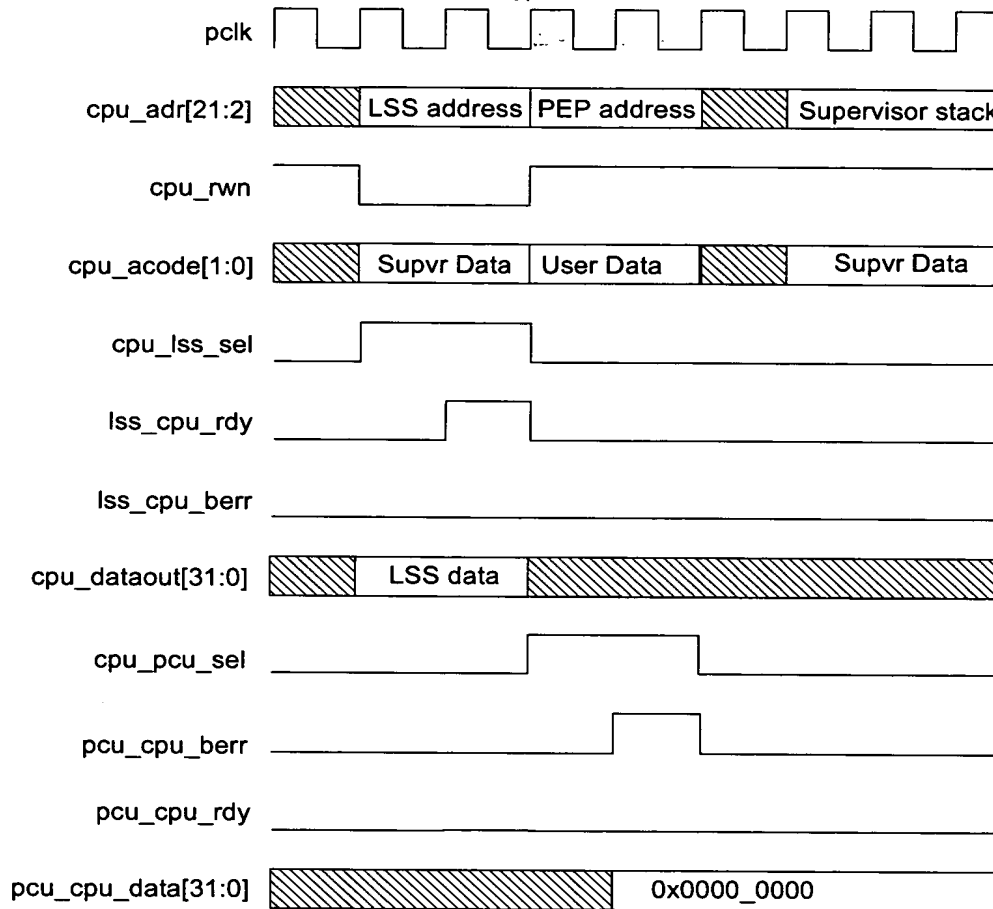 pclk
cpu_adr[21:2] LSS address PEP address Supervisor stack
cpu_rwn
cpu_acode[1:0] Supvr Data User Data Supvr Data
cpu_lss_sel
lss_cpu_rdy
lss_cpu_berr
cpu_dataout[31:0] LSS data
cpu_pcu_sel
pcu_cpu_berr
pcu_cpu_rdy
pcu_cpu_data[31:0] 0x0000_0000